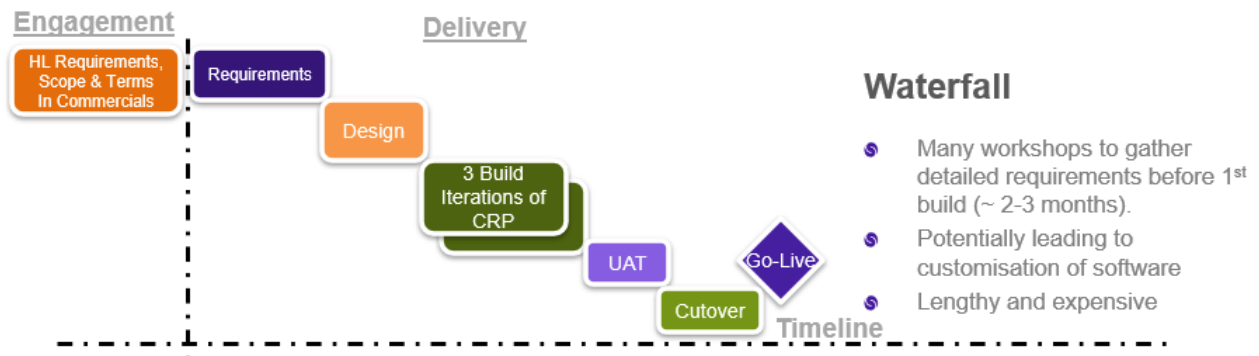 Engagement
Delivery
HL Requirements,
Scope & Terms
In Commercials
Requirements
Design
3 Build
Iterations of
CRP
UAT
Go-Live
Cutover
Timeline
Waterfall
Many workshops to gather
detailed requirements before 1st
build (~ 2-3 months).
Potentially leading to
customisation of software
Lengthy and expensive